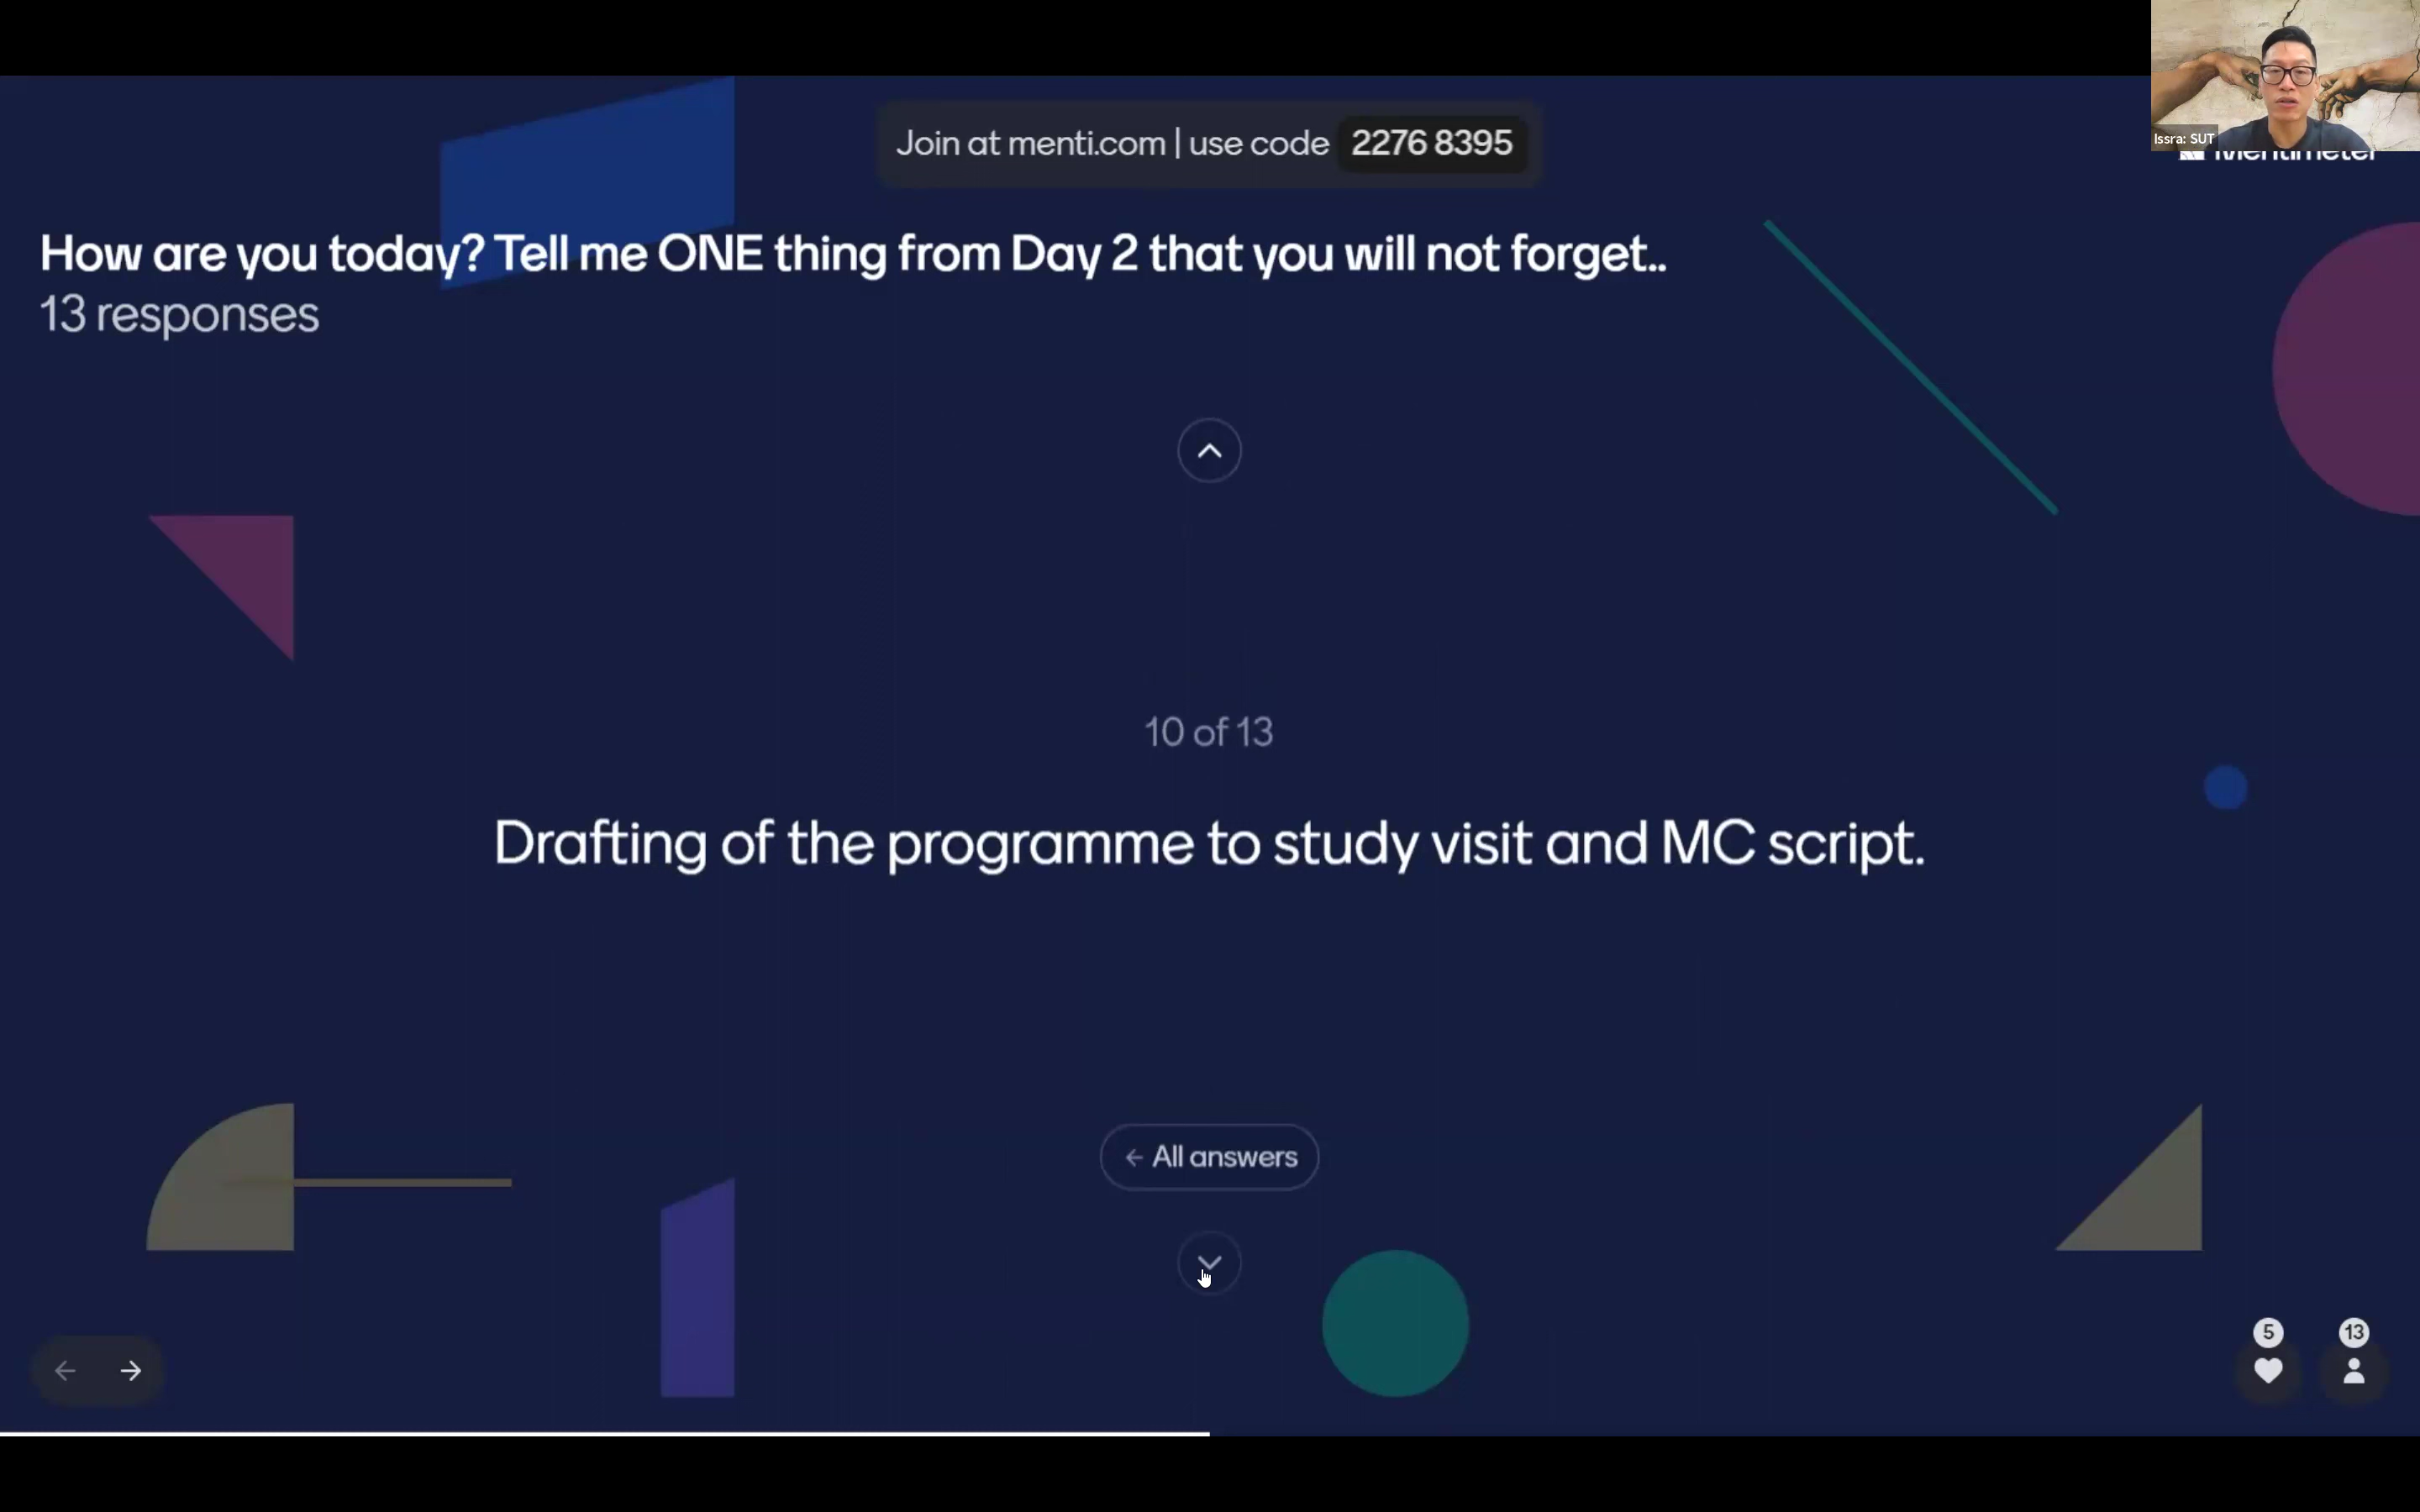 Join at menti.com | use code 2276 8395
Issra: SUT
Mentimeter
How are you today? Tell me ONE thing from Day 2 that you will not forget..
13 responses
10 of 13
Drafting of the programme to study visit and MC script.
← All answers
5
13